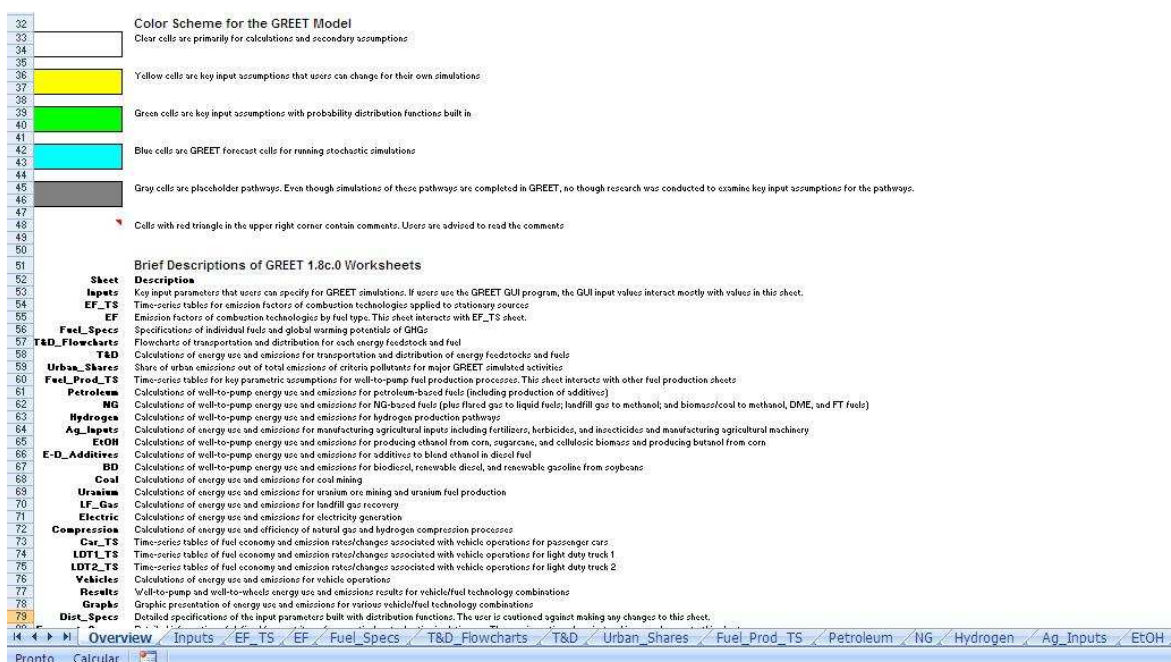 32 Color Scheme for the GREET Model
33 Clear cells are primarily for calculations and secondary assumptions
34
35
36 Yellow cells are key input assumptions that users can change for their own simulations
37
38
39 Green cells are key input assumptions with probability distribution functions built in
40
41
42 Blue cells are GREET forecast cells for running stochastic simulations
43
44
45 Gray cells are placeholder pathways. Even though simulations of these pathways are completed in GREET, no though research was conducted to examine key input assumptions for the pathways.
46
47
48 Cells with red triangle in the upper right corner contain comments. Users are advised to read the comments
49
50
51 Brief Descriptions of GREET 1.8c.0 Worksheets
52 Sheet Description
53 Inputs Key input parameters that users can specify for GREET simulations. If users use the GREET GUI program, the GUI input values interact mostly with values in this sheet.
54 EF_TS Time-series tables for emission factors of combustion technologies applied to stationary sources
55 EF Emission factors of combustion technologies by fuel type. This sheet interacts with EF_TS sheet.
56 Fuel_Specs Specifications of individual fuels and global warming potentials of GHGs
57 T&D_Flowcharts Flowcharts of transportation and distribution for each energy feedstock and fuel
58 T&D Calculations of energy use and emissions for transportation and distribution of energy feedstocks and fuels
59 Urban_Shares Share of urban emissions out of total emissions of criteria pollutants for major GREET simulated activities
60 Fuel_Prod_TS Time-series tables for key parametric assumptions for well-to-pump fuel production processes. This sheet interacts with other fuel production sheets
61 Petroleum Calculations of well-to-pump energy use and emissions for petroleum-based fuels (including production of additives)
62 NG Calculations of well-to-pump energy use and emissions for NG-based fuels (plus flared gas to liquid fuels; landfill gas to methanol; and biomass/coal to methanol, DME, and FT fuels)
63 Hydrogen Calculations of well-to-pump energy use and emissions for hydrogen production pathways
64 Ag_Inputs Calculations of energy use and emissions for manufacturing agricultural inputs including fertilizers, herbicides, and insecticides and manufacturing agricultural machinery
65 EtOH Calculations of well-to-pump energy use and emissions for producing ethanol from corn, sugarcane, and cellulosic biomass and producing butanol from corn
66 E-D_Additives Calculations of well-to-pump energy use and emissions for additives to blend ethanol in diesel fuel
67 BD Calculations of well-to-pump energy use and emissions for biodiesel, renewable diesel, and renewable gasoline from soybeans
68 Coal Calculations of energy use and emissions for coal mining
69 Uranium Calculations of energy use and emissions for uranium ore mining and uranium fuel production
70 LF_Gas Calculations of energy use and emissions for landfill gas recovery
71 Electric Calculations of energy use and emissions for electricity generation
72 Compression Calculations of energy use and efficiency of natural gas and hydrogen compression processes
73 Car_TS Time-series tables of fuel economy and emission rates/changes associated with vehicle operations for passenger cars
74 LDT1_TS Time-series tables of fuel economy and emission rates/changes associated with vehicle operations for light duty truck 1
75 LDT2_TS Time-series tables of fuel economy and emission rates/changes associated with vehicle operations for light duty truck 2
76 Vehicles Calculations of energy use and emissions for vehicle operations
77 Results Well-to-pump and well-to-wheels energy use and emissions results for vehicle/fuel technology combinations
78 Graphs Graphic presentation of energy use and emissions for various vehicle/fuel technology combinations
79 Dist_Specs Detailed specifications of the input parameters built with distribution functions. The user is cautioned against making any changes to this sheet.
Overview Inputs EF_TS EF Fuel_Specs T&D_Flowcharts T&D Urban_Shares Fuel_Prod_TS Petroleum NG Hydrogen Ag_Inputs EtOH
Pronto Calcular